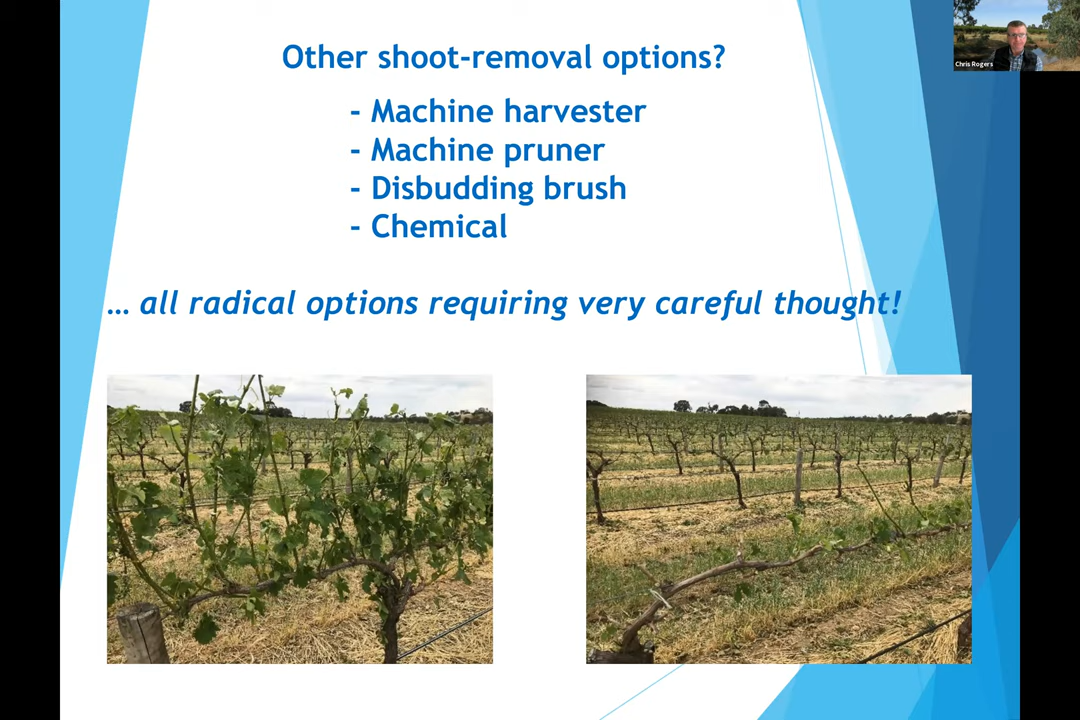 Other shoot-removal options?
- Machine harvester
- Machine pruner
- Disbudding brush
- Chemical
… all radical options requiring very careful thought!
Chris Rogers